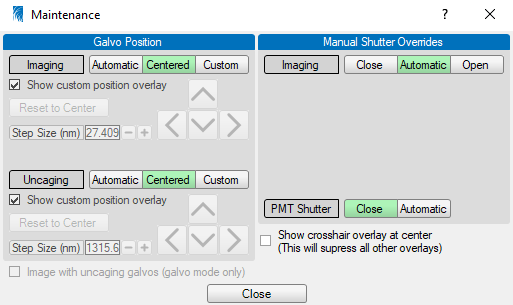 Maintenance ? ×
Galvo Position
Imaging Automatic Centered Custom
Show custom position overlay
Reset to Center
Step Size (nm) 27.409 − +
Uncaging Automatic Centered Custom
Show custom position overlay
Reset to Center
Step Size (nm) 1315.6 − +
Image with uncaging galvos (galvo mode only)
Manual Shutter Overrides
Imaging Close Automatic Open
PMT Shutter Close Automatic
Show crosshair overlay at center
(This will supress all other overlays)
Close